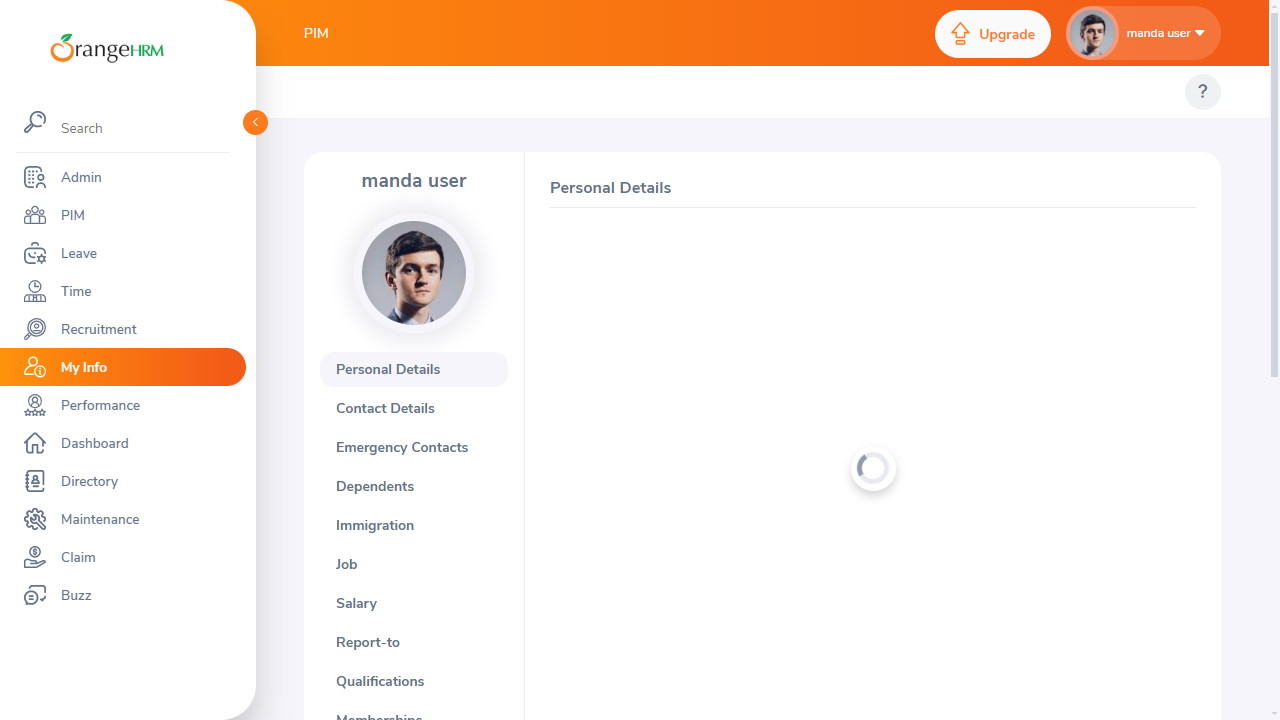 OrangeHRM
PIM
Upgrade
manda user
?
Search
Admin
PIM
Leave
Time
Recruitment
My Info
Performance
Dashboard
Directory
Maintenance
Claim
Buzz
manda user
Personal Details
Contact Details
Emergency Contacts
Dependents
Immigration
Job
Salary
Report-to
Qualifications
Memberships
Personal Details